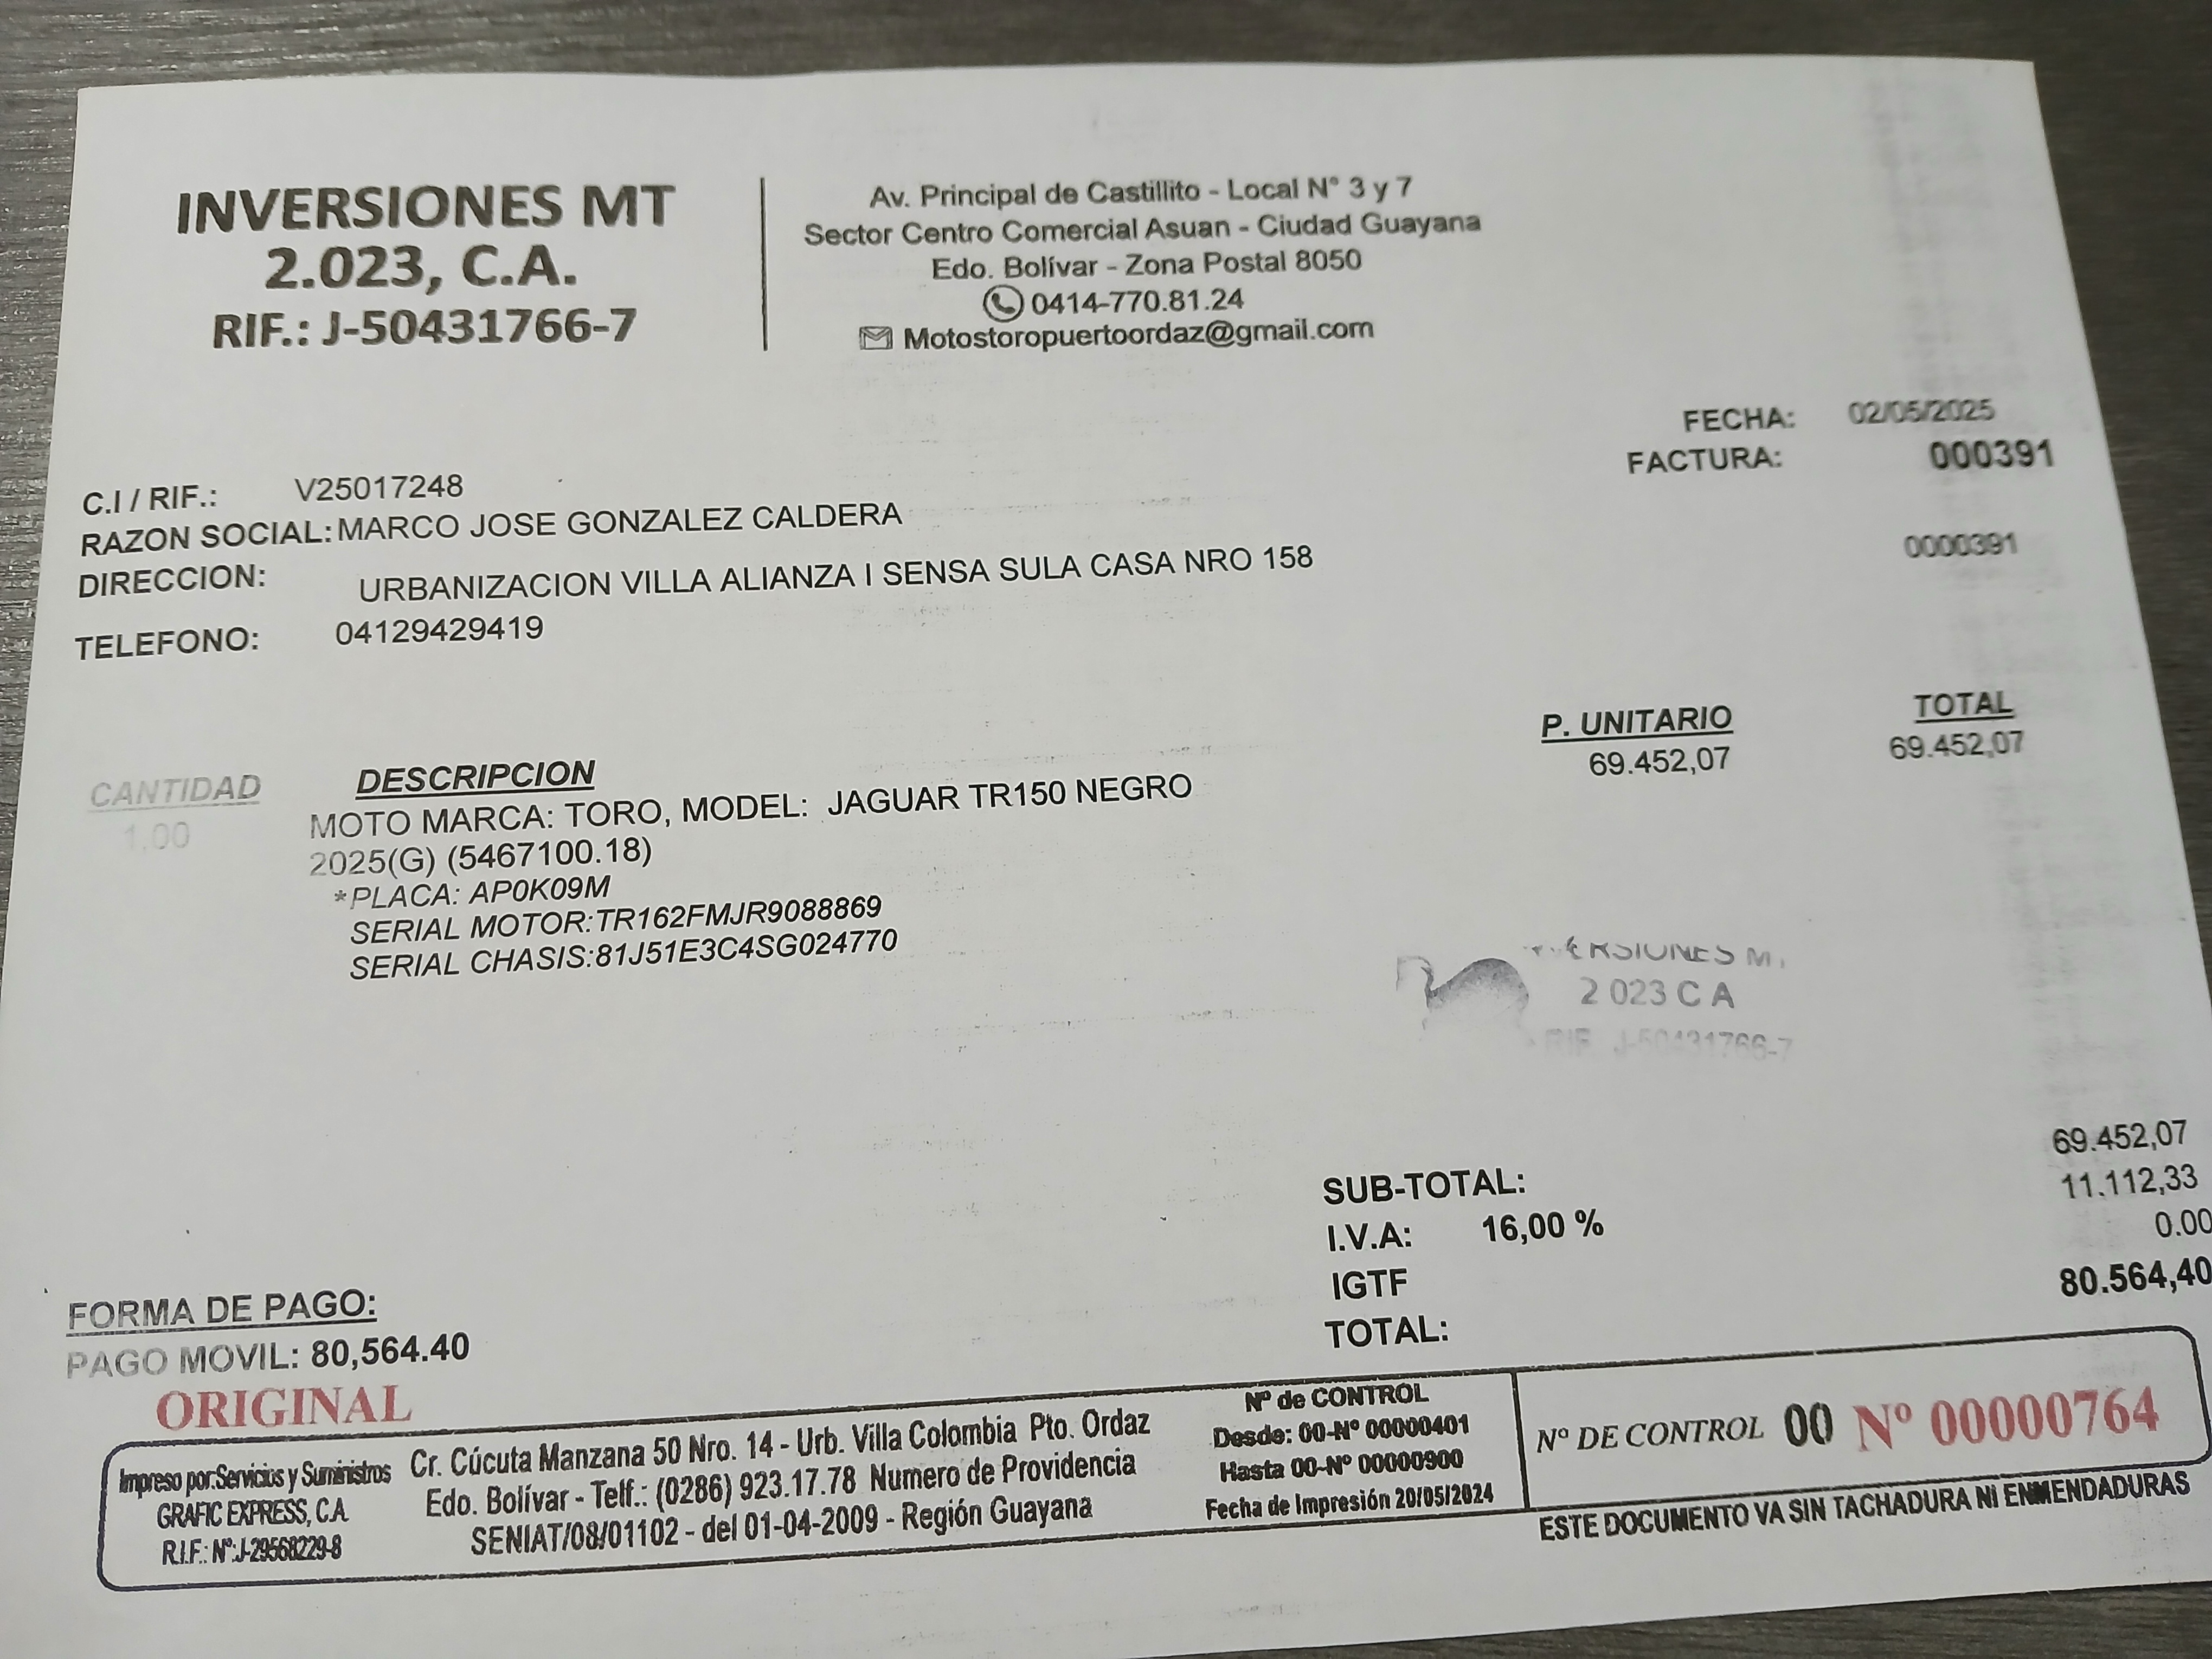 INVERSIONES MT
2.023, C.A.
RIF.: J-50431766-7
Av. Principal de Castillito - Local N° 3 y 7
Sector Centro Comercial Asuan - Ciudad Guayana
Edo. Bolívar - Zona Postal 8050
0414-770.81.24
Motostoropuertoordaz@gmail.com
FECHA: 02/05/2025
FACTURA: 000391
C.I / RIF.: V25017248
RAZON SOCIAL: MARCO JOSE GONZALEZ CALDERA
0000391
DIRECCION: URBANIZACION VILLA ALIANZA I SENSA SULA CASA NRO 158
TELEFONO: 04129429419
CANTIDAD DESCRIPCION P. UNITARIO TOTAL
1.00 MOTO MARCA: TORO, MODEL: JAGUAR TR150 NEGRO 69.452,07 69.452,07
2025(G) (5467100.18)
*PLACA: AP0K09M
SERIAL MOTOR:TR162FMJR9088869
SERIAL CHASIS:81J51E3C4SG024770
2 023 C A
RIF J-50431766-7
SUB-TOTAL: 69.452,07
I.V.A: 16,00 % 11.112,33
IGTF 0.00
TOTAL: 80.564,40
FORMA DE PAGO:
PAGO MOVIL: 80,564.40
ORIGINAL
Impreso por:Servicios y Suministros
GRAFIC EXPRESS, C.A.
R.I.F.: N°:J-29568229-8
Cr. Cúcuta Manzana 50 Nro. 14 - Urb. Villa Colombia Pto. Ordaz
Edo. Bolívar - Telf.: (0286) 923.17.78 Numero de Providencia
SENIAT/08/01102 - del 01-04-2009 - Región Guayana
Nº de CONTROL
Desde: 00-Nº 00000401
Hasta 00-Nº 00000900
Fecha de Impresión 20/05/2024
Nº DE CONTROL 00 Nº 00000764
ESTE DOCUMENTO VA SIN TACHADURA Ni ENMENDADURAS